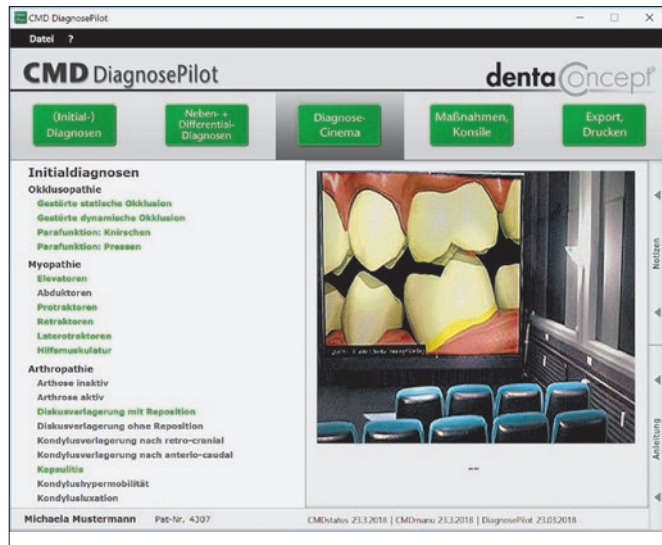 CMD DiagnosePilot
Datei ?
CMD DiagnosePilot
dentaConcept
(Initial-)
Diagnosen
Neben- +
Differential-
Diagnosen
Diagnose-
Cinema
Maßnahmen,
Konsile
Export,
Drucken
Initialdiagnosen
Okklusopathie
Gestörte statische Okklusion
Gestörte dynamische Okklusion
Parafunktion: Knirschen
Parafunktion: Pressen
Myopathie
Elevatoren
Abduktoren
Protraktoren
Retraktoren
Laterotraktoren
Hilfsmuskulatur
Arthropathie
Arthose inaktiv
Arthrose aktiv
Diskusverlagerung mit Reposition
Diskusverlagerung ohne Reposition
Kondylusverlagerung nach retro-cranial
Kondylusverlagerung nach anterio-caudal
Kapsulitis
Kondylushypermobilität
Kondylusluxation
--
Notizen
Anleitung
Michaela Mustermann Pat-Nr. 4307
CMDstatus 23.3.2018 | CMDmanu 23.3.2018 | DiagnosePilot 23.03.2018